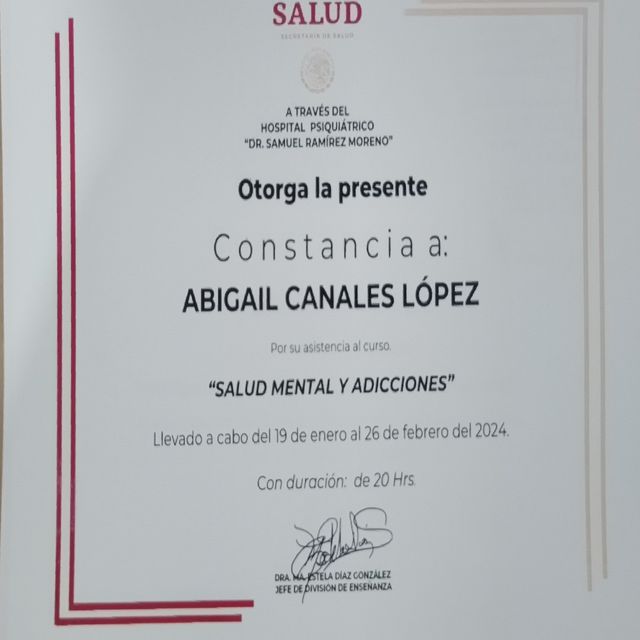 SALUD
SECRETARÍA DE SALUD
A TRAVÉS DEL
HOSPITAL PSIQUIÁTRICO
“DR. SAMUEL RAMÍREZ MORENO”
Otorga la presente
Constancia a:
ABIGAIL CANALES LÓPEZ
Por su asistencia al curso.
“SALUD MENTAL Y ADICCIONES”
Llevado a cabo del 19 de enero al 26 de febrero del 2024.
Con duración: de 20 Hrs.
DRA. MA. ESTELA DÍAZ GONZÁLEZ
JEFE DE DIVISIÓN DE ENSEÑANZA